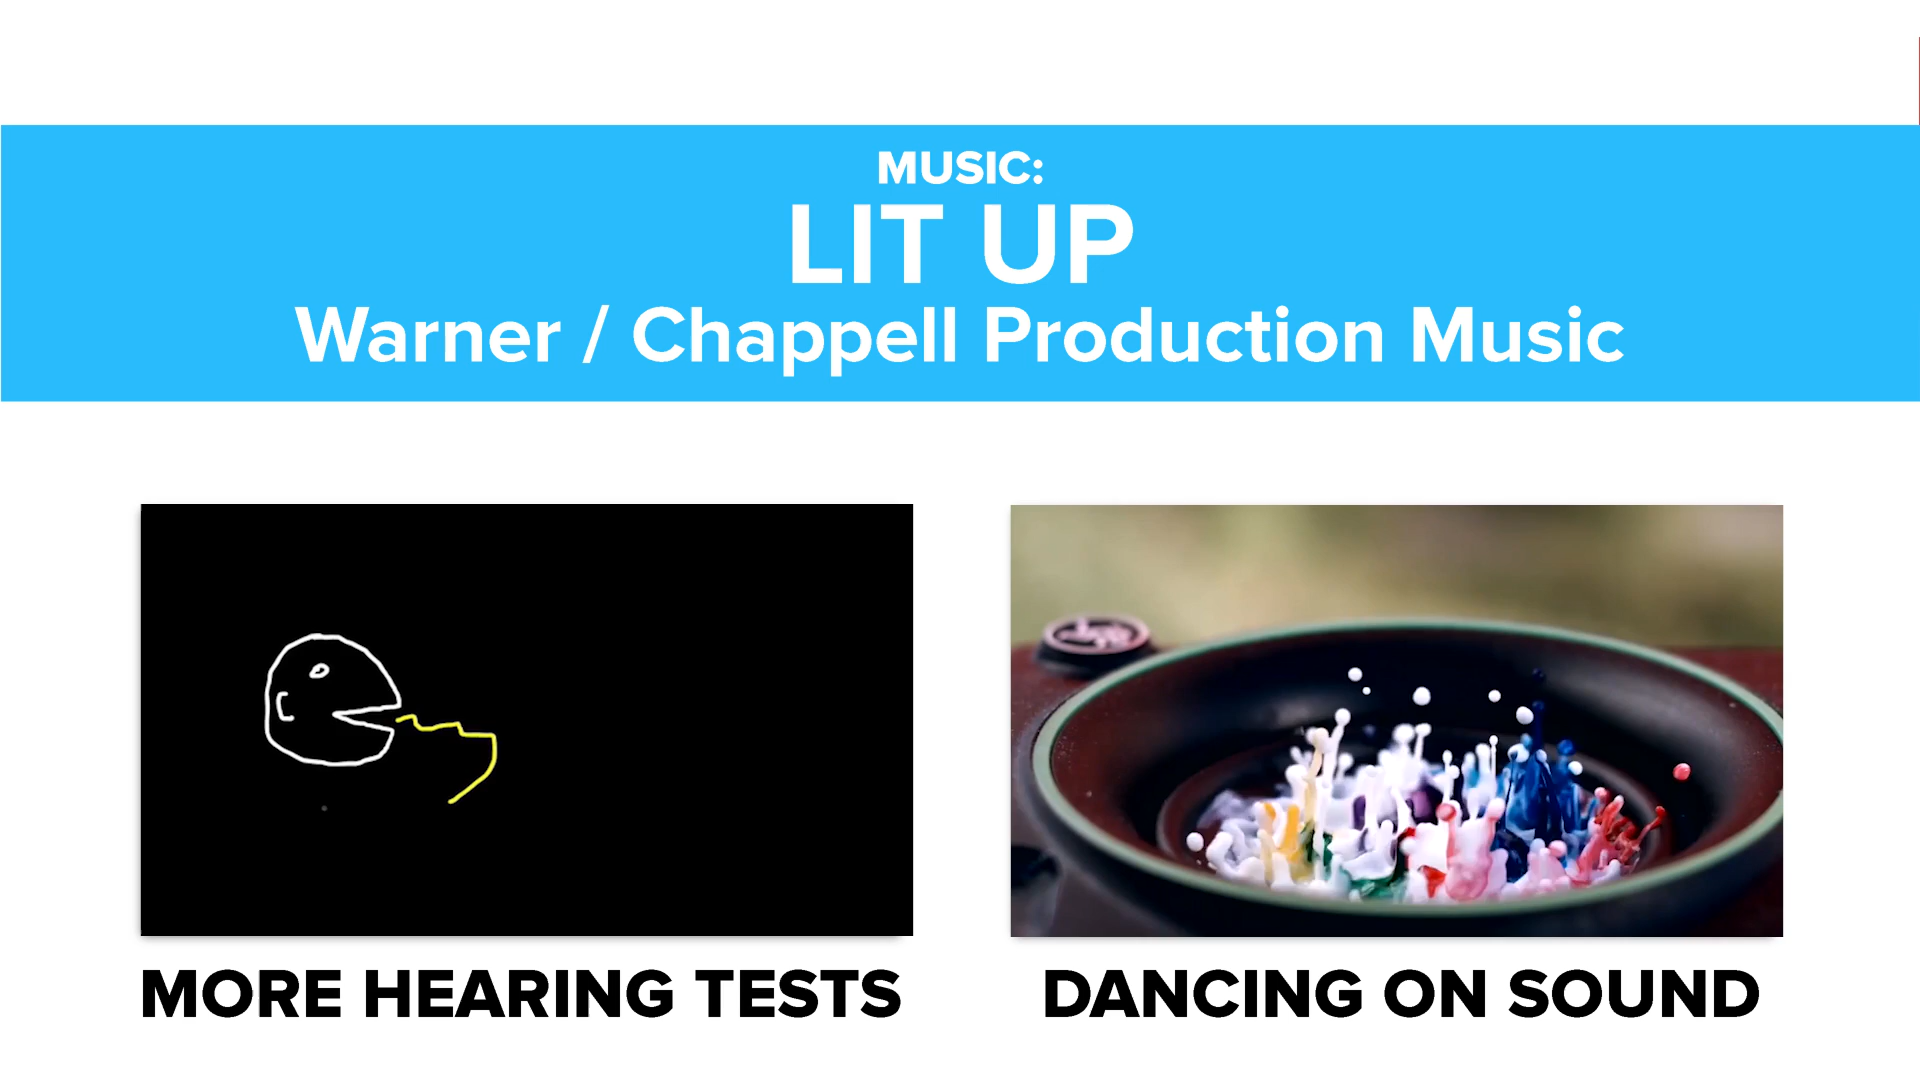 MUSIC:
LIT UP
Warner / Chappell Production Music
MORE HEARING TESTS
DANCING ON SOUND